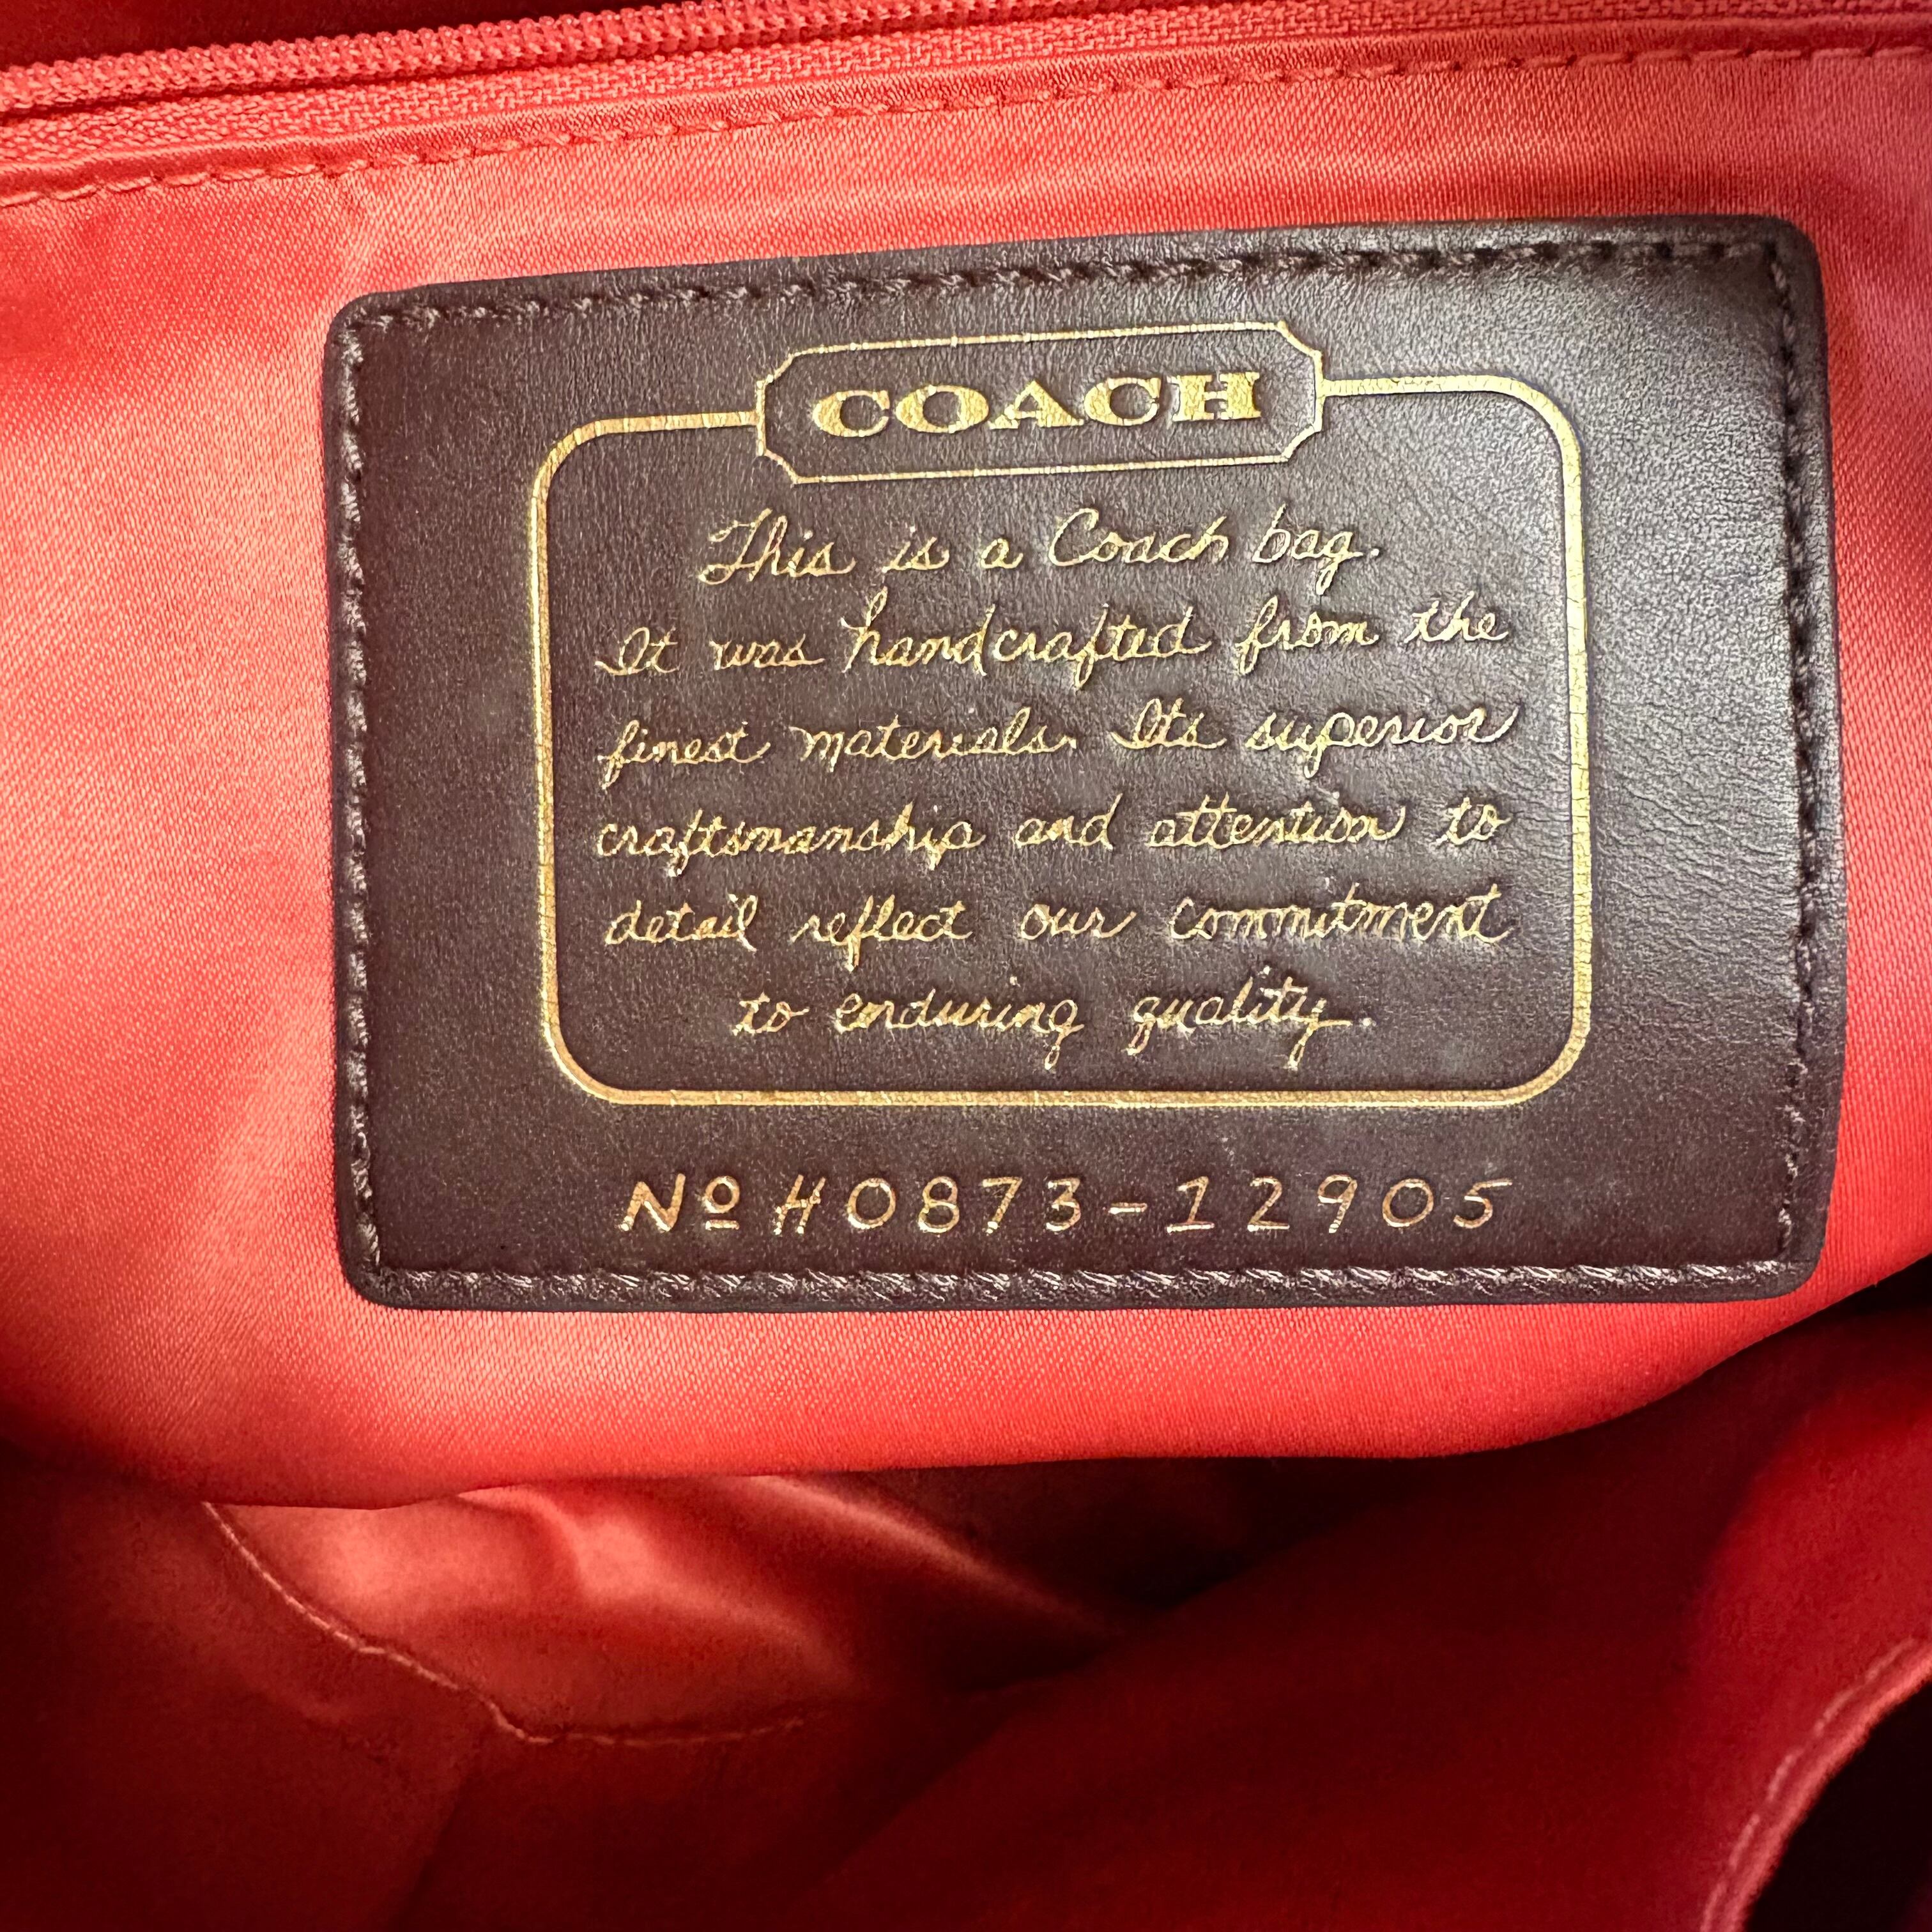 COACH
This is a Coach bag.
It was handcrafted from the
finest materials. Its superior
craftsmanship and attention to
detail reflect our commitment
to enduring quality.
Nº H0873-12905